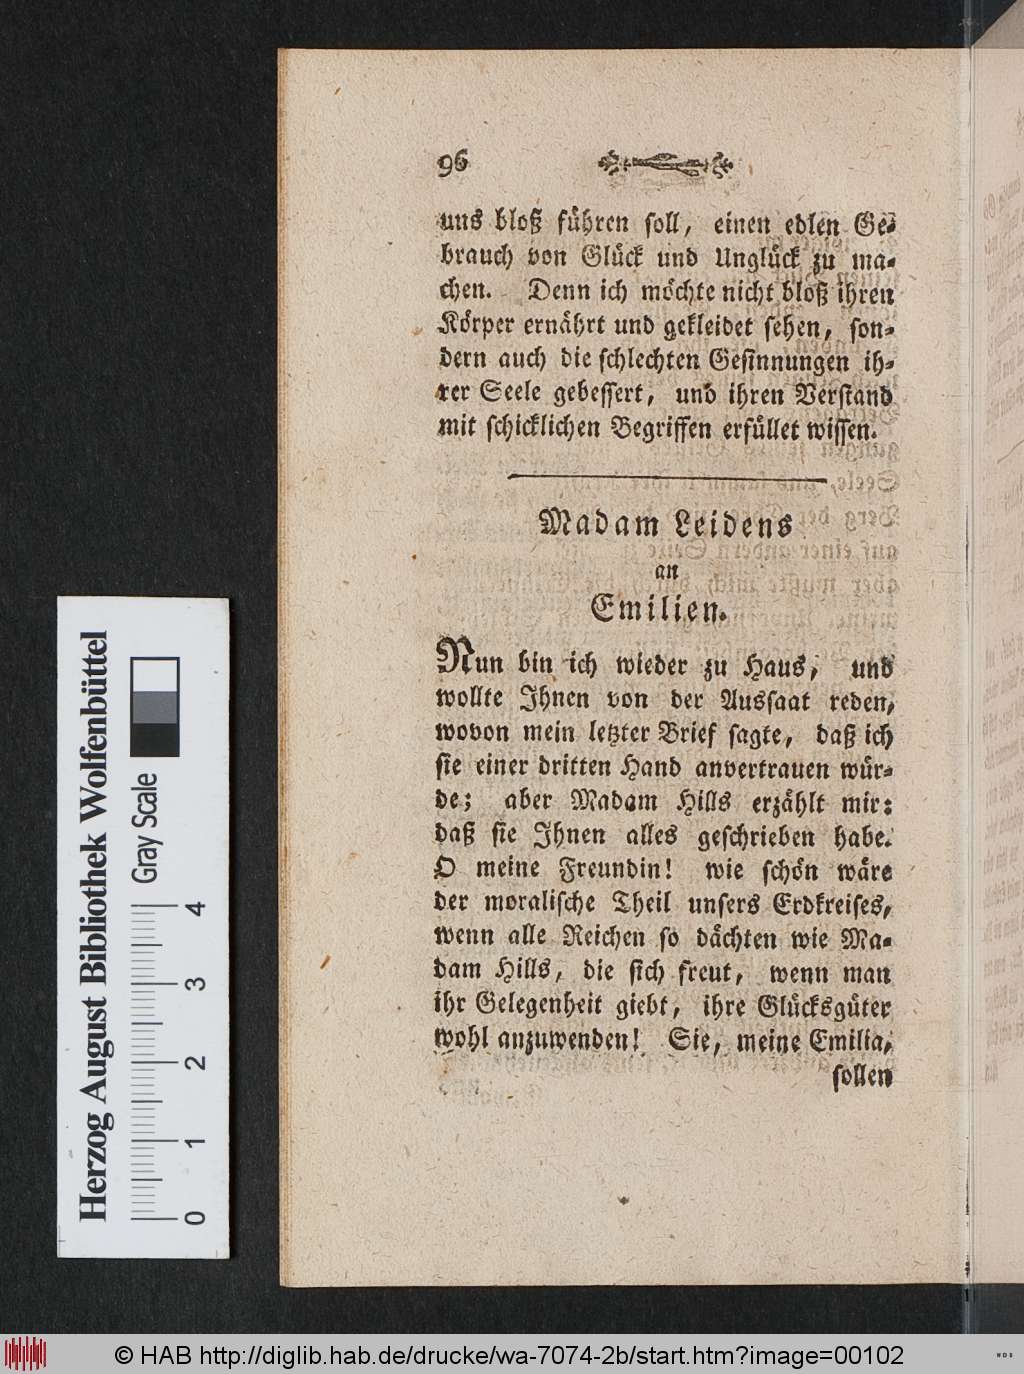 96
uns bloß führen soll, einen edlen Ge-
brauch von Glück und Unglück zu ma-
chen. Denn ich möchte nicht bloß ihren
Körper ernährt und gekleidet sehen, son-
dern auch die schlechten Gesinnungen ih-
rer Seele gebessert, und ihren Verstand
mit schicklichen Begriffen erfüllet wissen.
Madam Leidens
an
Emilien.
Nun bin ich wieder zu Haus, und
wollte Ihnen von der Aussaat reden,
wovon mein letzter Brief sagte, daß ich
sie einer dritten Hand anvertrauen wür-
de; aber Madam Hills erzählt mir:
daß sie Ihnen alles geschrieben habe.
O meine Freundin! wie schön wäre
der moralische Theil unsers Erdkreises,
wenn alle Reichen so dächten wie Ma-
dam Hills, die sich freut, wenn man
ihr Gelegenheit giebt, ihre Glücksgüter
wohl anzuwenden! Sie, meine Emilia,
sollen
Herzog August Bibliothek Wolfenbüttel
Gray Scale
0 1 2 3 4
© HAB http://diglib.hab.de/drucke/wa-7074-2b/start.htm?image=00102